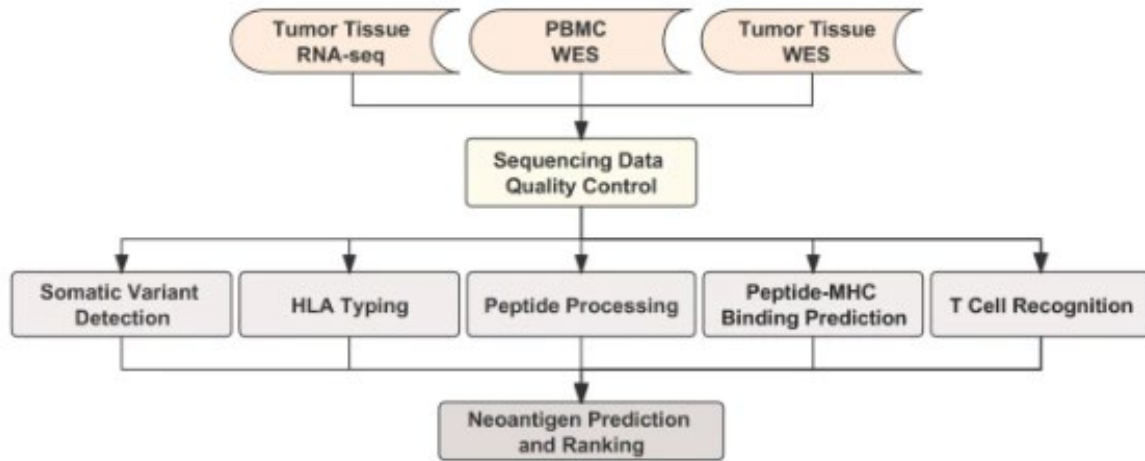 Tumor Tissue
RNA-seq
PBMC
WES
Tumor Tissue
WES
Sequencing Data
Quality Control
Somatic Variant
Detection
HLA Typing
Peptide Processing
Peptide-MHC
Binding Prediction
T Cell Recognition
Neoantigen Prediction
and Ranking